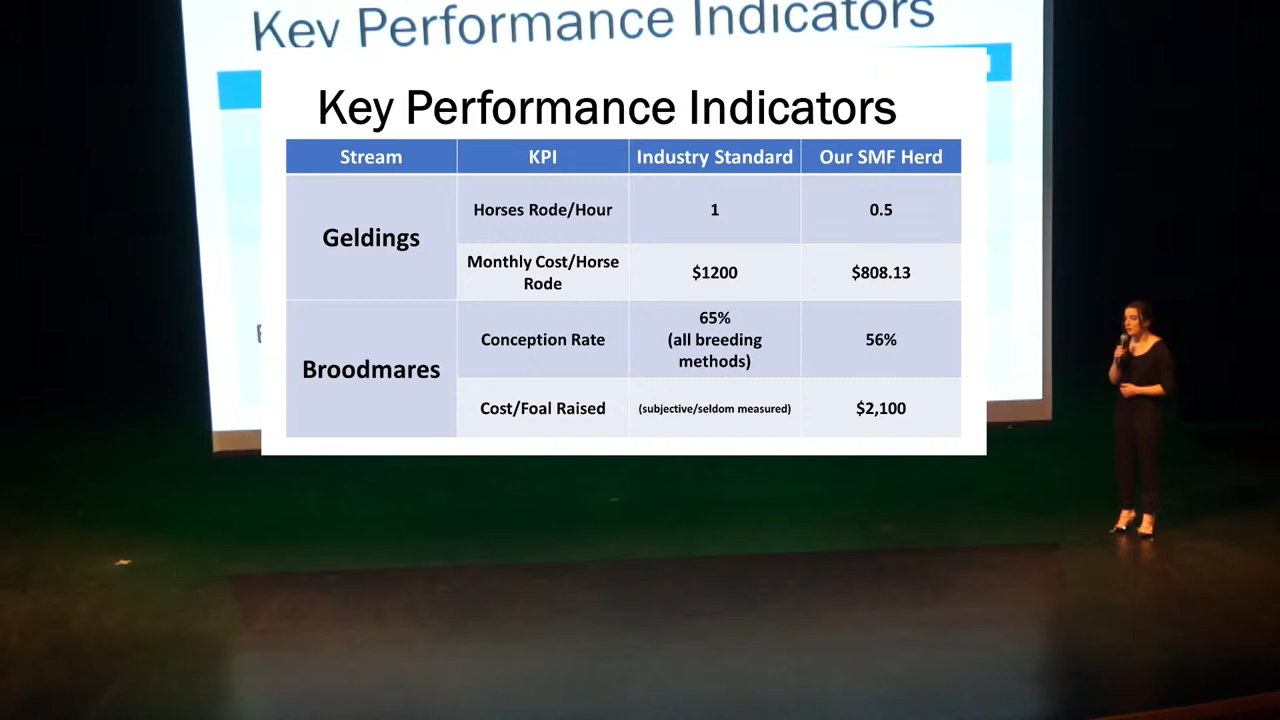 Key Performance Indicators
Key Performance Indicators
Stream KPI Industry Standard Our SMF Herd
Geldings
Horses Rode/Hour 1 0.5
Monthly Cost/Horse
Rode
$1200 $808.13
Broodmares
Conception Rate
65%
(all breeding
methods)
56%
Cost/Foal Raised (subjective/seldom measured) $2,100